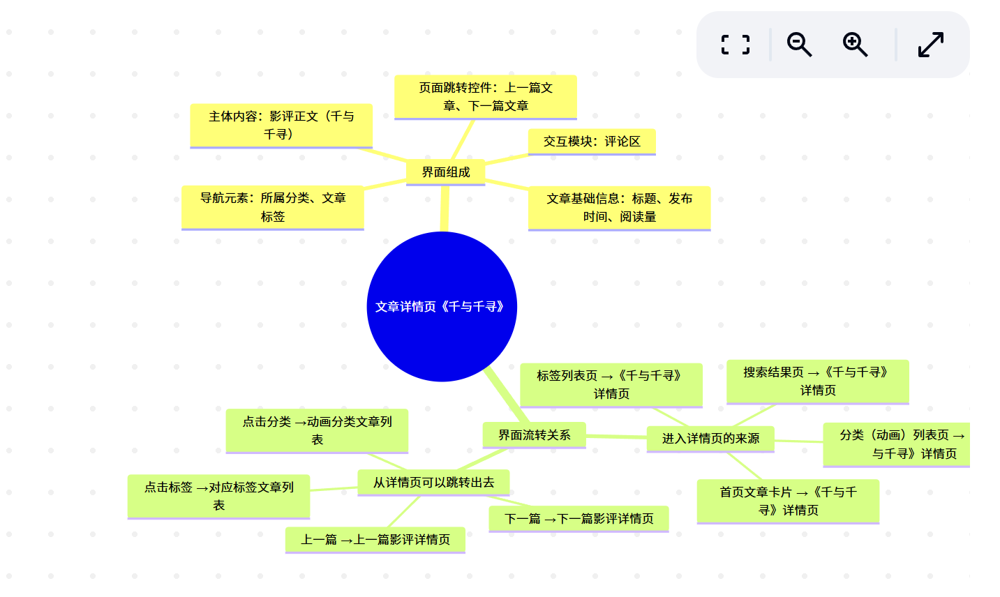 页面跳转控件：上一篇文
章、下一篇文章
主体内容：影评正文（千与
千寻）
交互模块：评论区
界面组成
导航元素：所属分类、文章
标签
文章基础信息：标题、发布
时间、阅读量
文章详情页《千与千寻》
标签列表页 →《千与千寻》
详情页
搜索结果页 →《千与千寻》
详情页
点击分类 →动画分类文章列
表
界面流转关系
进入详情页的来源
分类（动画）列表页 →
与千寻》详情页
从详情页可以跳转出去
点击标签 →对应标签文章列
表
首页文章卡片 →《千与千
寻》详情页
下一篇 →下一篇影评详情页
上一篇 →上一篇影评详情页